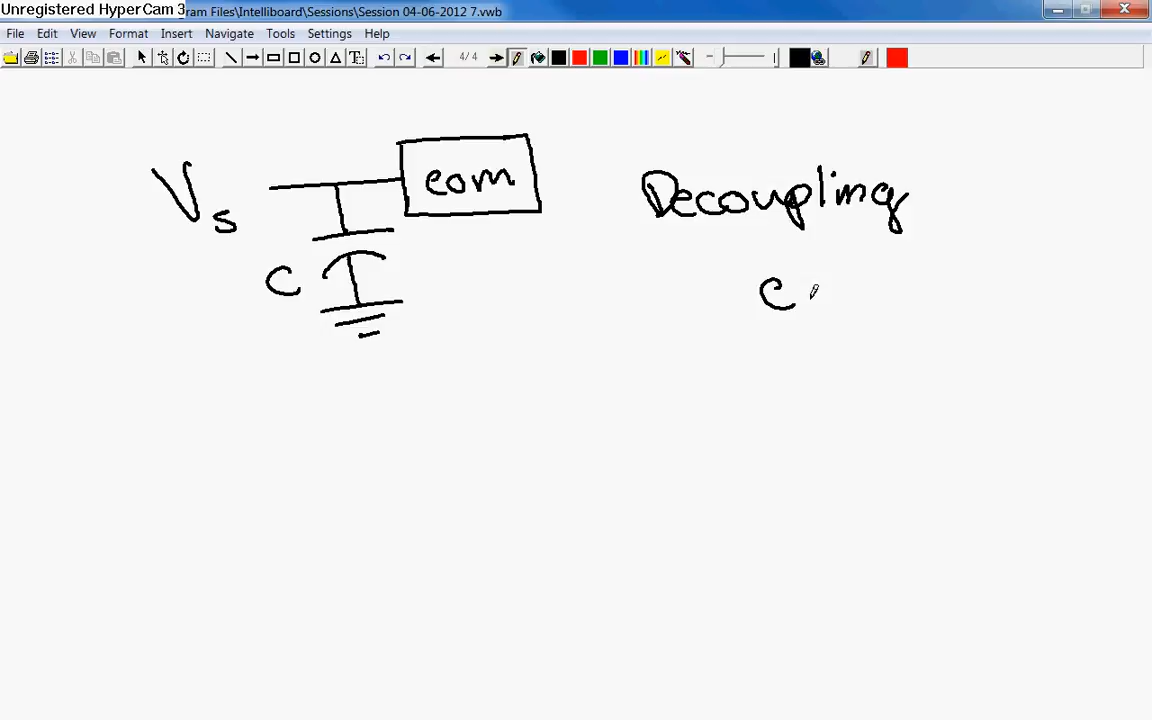 Unregistered HyperCam 3
ram Files\Intelliboard\Sessions\Session 04-06-2012 7.vwb
File Edit View Format Insert Navigate Tools Settings Help
4/4
Vs
com
Decoupling
C
C